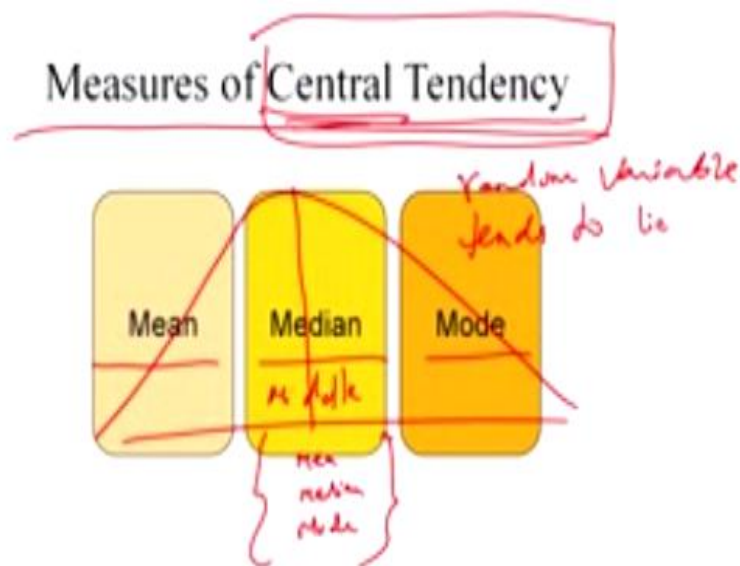 Measures of Central Tendency
random variable
tends to lie
Mean
Median
Mode
Middle
Mean
Median
Mode